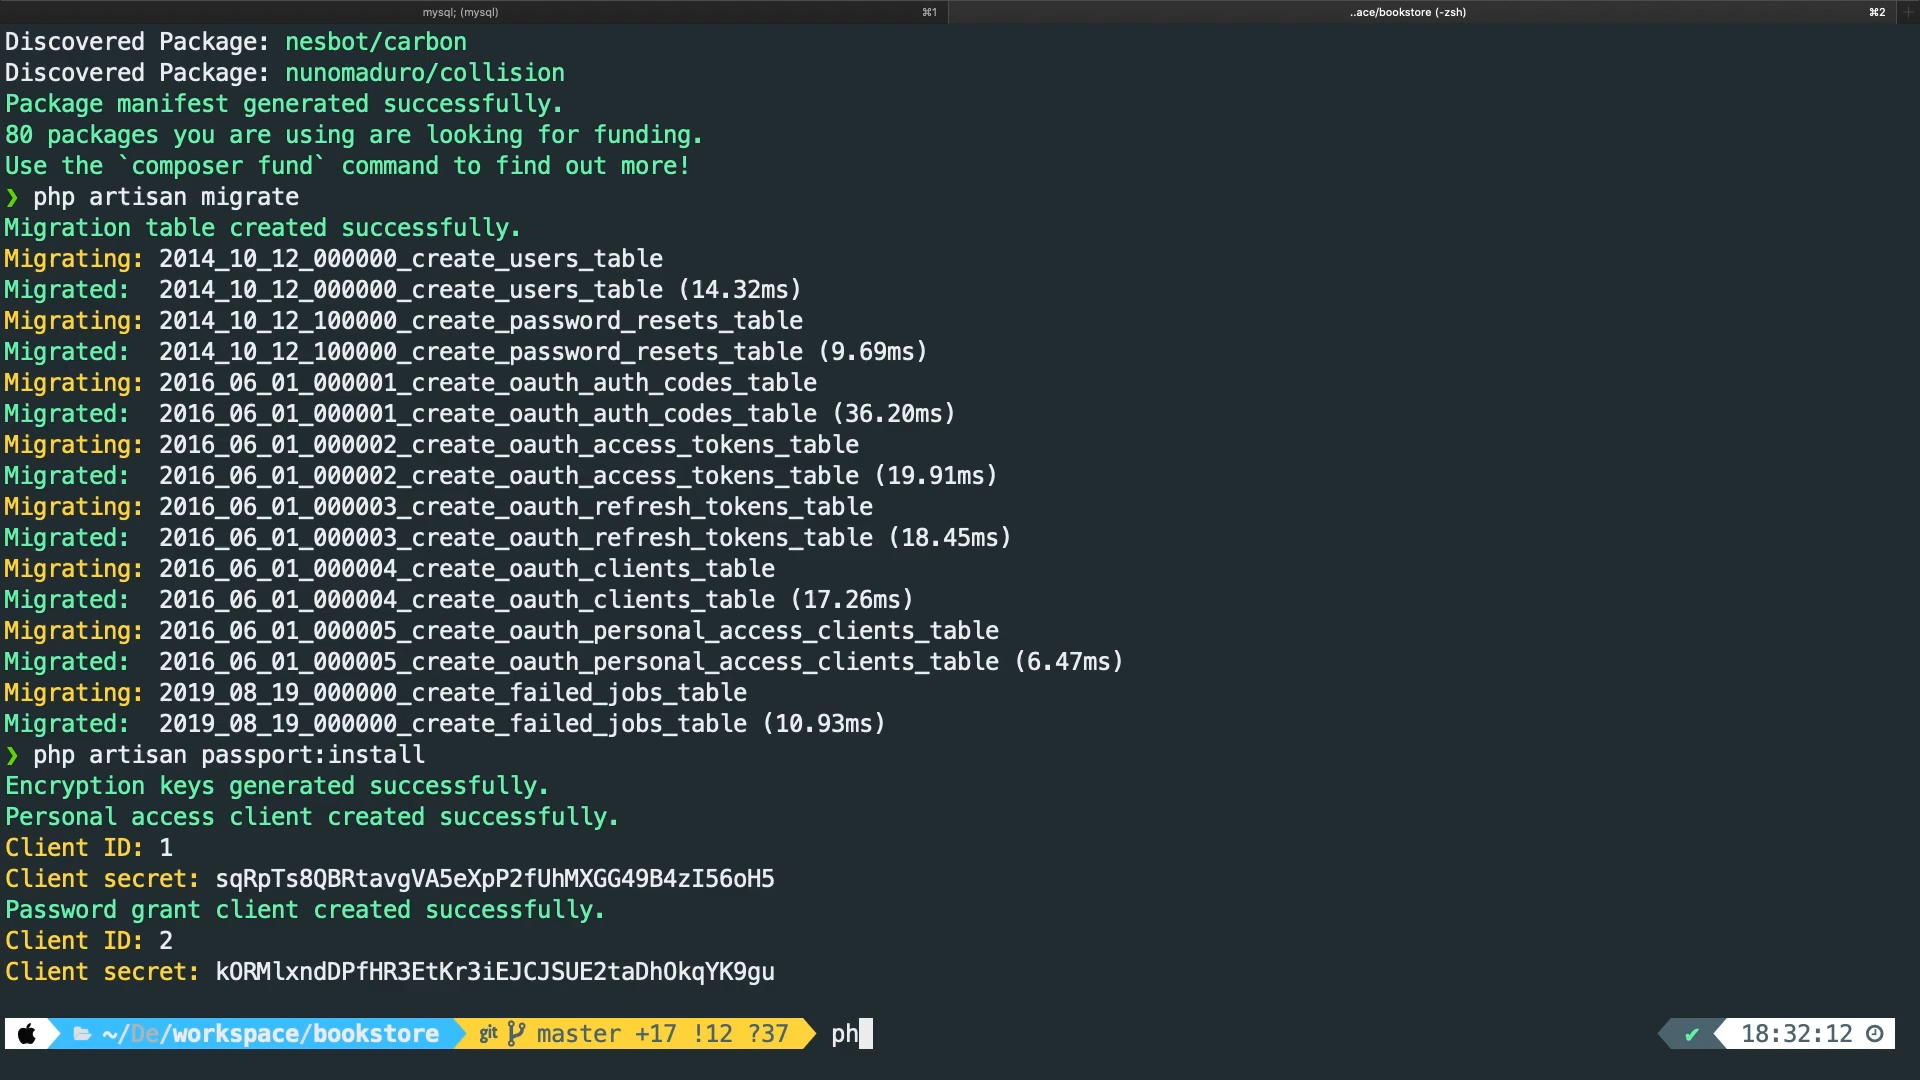 mysql; (mysql) ⌘1 ..ace/bookstore (-zsh) ⌘2
Discovered Package: nesbot/carbon
Discovered Package: nunomaduro/collision
Package manifest generated successfully.
80 packages you are using are looking for funding.
Use the `composer fund` command to find out more!
❯ php artisan migrate
Migration table created successfully.
Migrating: 2014_10_12_000000_create_users_table
Migrated:  2014_10_12_000000_create_users_table (14.32ms)
Migrating: 2014_10_12_100000_create_password_resets_table
Migrated:  2014_10_12_100000_create_password_resets_table (9.69ms)
Migrating: 2016_06_01_000001_create_oauth_auth_codes_table
Migrated:  2016_06_01_000001_create_oauth_auth_codes_table (36.20ms)
Migrating: 2016_06_01_000002_create_oauth_access_tokens_table
Migrated:  2016_06_01_000002_create_oauth_access_tokens_table (19.91ms)
Migrating: 2016_06_01_000003_create_oauth_refresh_tokens_table
Migrated:  2016_06_01_000003_create_oauth_refresh_tokens_table (18.45ms)
Migrating: 2016_06_01_000004_create_oauth_clients_table
Migrated:  2016_06_01_000004_create_oauth_clients_table (17.26ms)
Migrating: 2016_06_01_000005_create_oauth_personal_access_clients_table
Migrated:  2016_06_01_000005_create_oauth_personal_access_clients_table (6.47ms)
Migrating: 2019_08_19_000000_create_failed_jobs_table
Migrated:  2019_08_19_000000_create_failed_jobs_table (10.93ms)
❯ php artisan passport:install
Encryption keys generated successfully.
Personal access client created successfully.
Client ID: 1
Client secret: sqRpTs8QBRtavgVA5eXpP2fUhMXGG49B4zI56oH5
Password grant client created successfully.
Client ID: 2
Client secret: kORMlxndDPfHR3EtKr3iEJCJSUE2taDhOkqYK9gu
~/De/workspace/bookstore git master +17 !12 ?37 ph ✔ 18:32:12